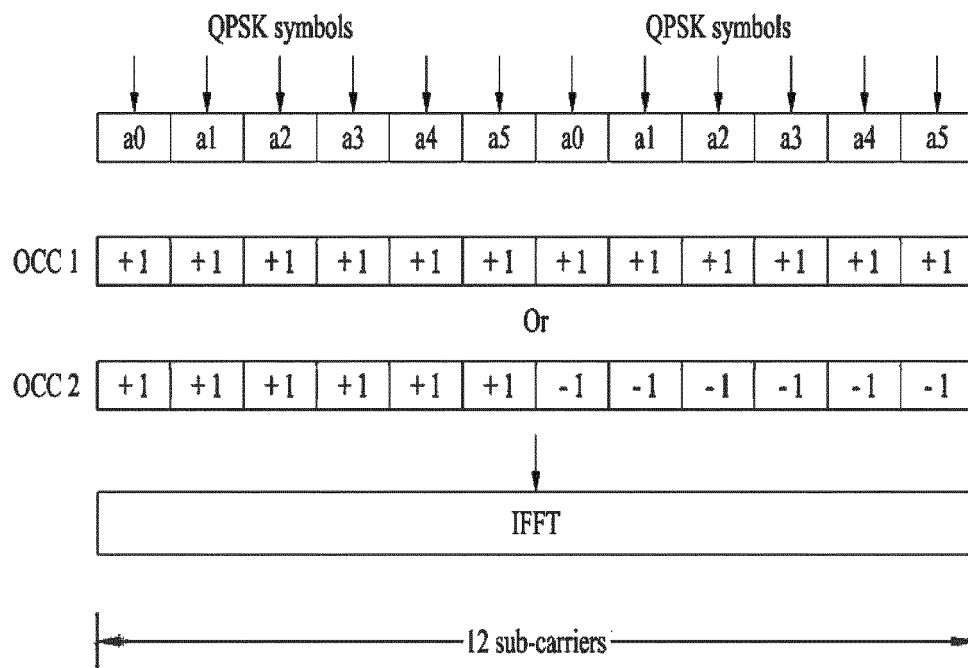 QPSK symbols QPSK symbols
a0 a1 a2 a3 a4 a5 a0 a1 a2 a3 a4 a5
OCC 1 +1 +1 +1 +1 +1 +1 +1 +1 +1 +1 +1 +1
Or
OCC 2 +1 +1 +1 +1 +1 +1 -1 -1 -1 -1 -1 -1
IFFT
12 sub-carriers